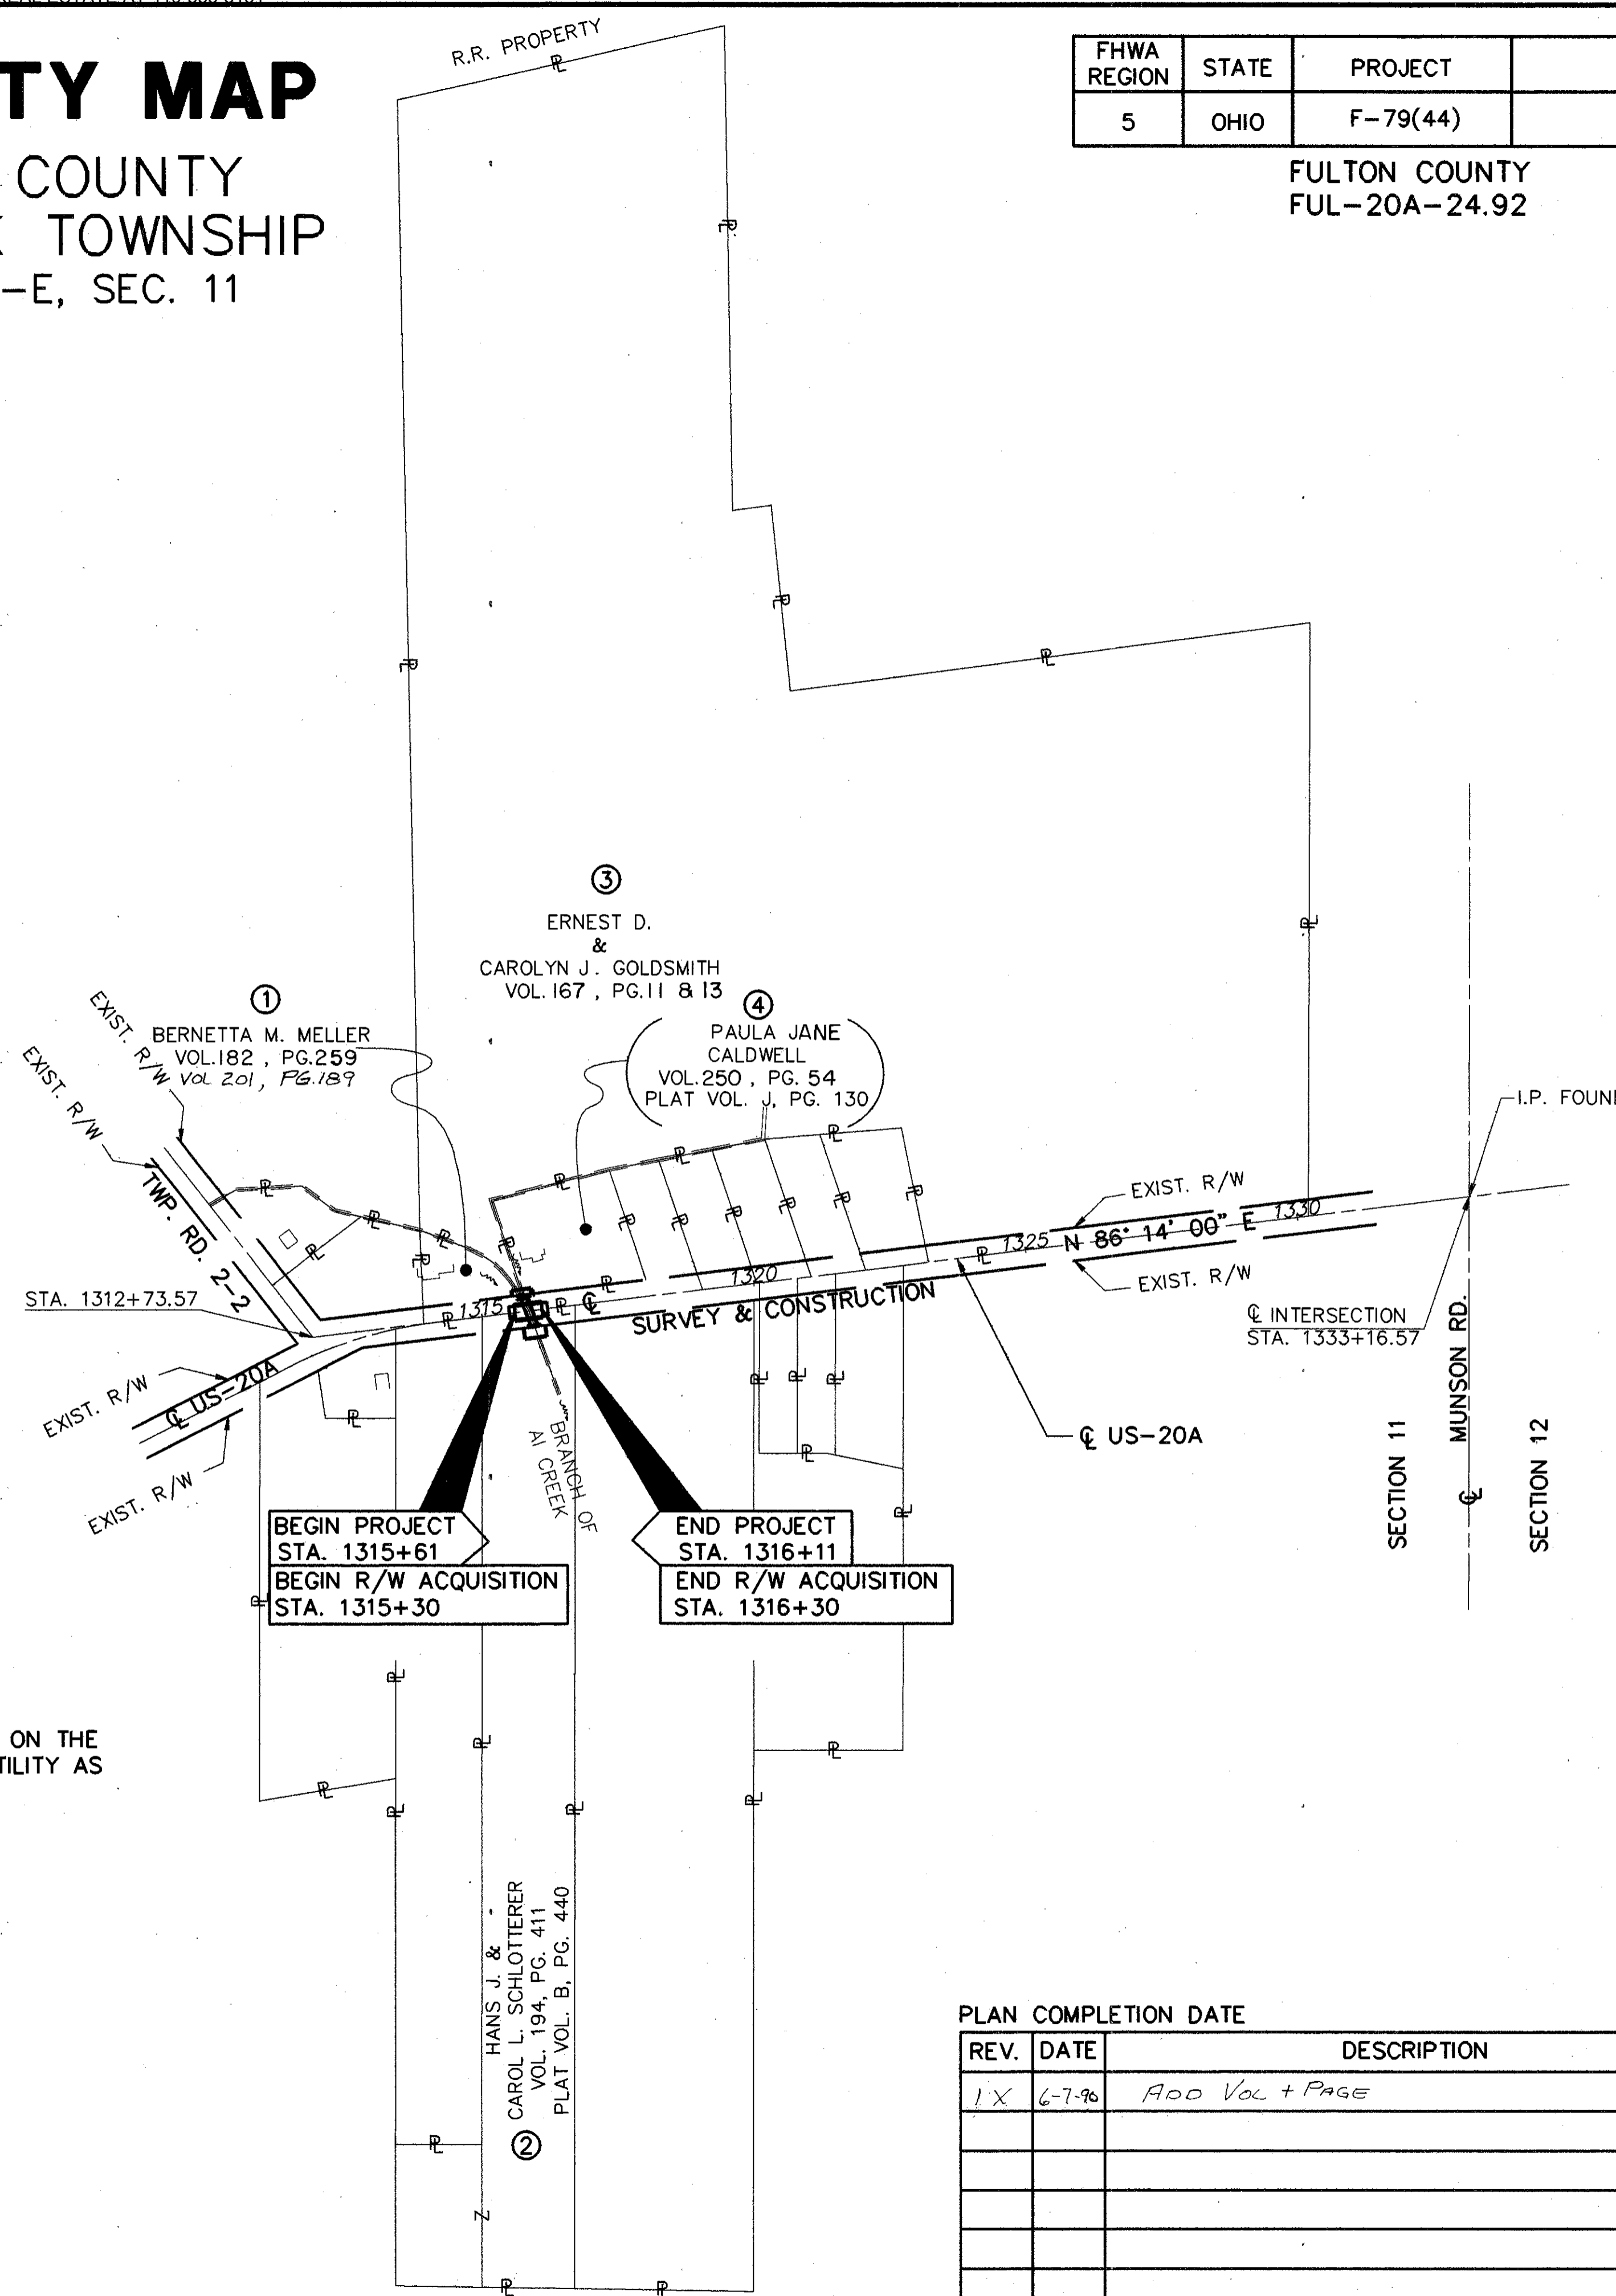 TY MAP
COUNTY
TOWNSHIP
-E, SEC. 11
R.R. PROPERTY
FHWA REGION STATE PROJECT
5 OHIO F-79(44)
FULTON COUNTY
FUL-20A-24.92
③
ERNEST D.
&
CAROLYN J. GOLDSMITH
VOL. 167, PG. 11 & 13
①
BERNETTA M. MELLER
VOL. 182, PG. 259
VOL 201, PG. 189
④
PAULA JANE
CALDWELL
VOL. 250, PG. 54
PLAT VOL. J, PG. 130
EXIST. R/W
EXIST. R/W
TWP. RD. 2-2
STA. 1312+73.57
EXIST. R/W
℄ US-20A
EXIST. R/W
1315
℄
SURVEY & CONSTRUCTION
1320
1325
N 86° 14' 00" E
1330
EXIST. R/W
EXIST. R/W
I.P. FOUN
℄ INTERSECTION
STA. 1333+16.57
℄ US-20A
SECTION 11
MUNSON RD.
℄
SECTION 12
BRANCH OF
AI CREEK
BEGIN PROJECT
STA. 1315+61
BEGIN R/W ACQUISITION
STA. 1315+30
END PROJECT
STA. 1316+11
END R/W ACQUISITION
STA. 1316+30
ON THE
TILITY AS
HANS J. &
CAROL L. SCHLOTTERER
VOL. 194, PG. 411
PLAT VOL. B, PG. 440
②
PLAN COMPLETION DATE
REV. DATE DESCRIPTION
1X 6-7-90 ADD VOL + PAGE